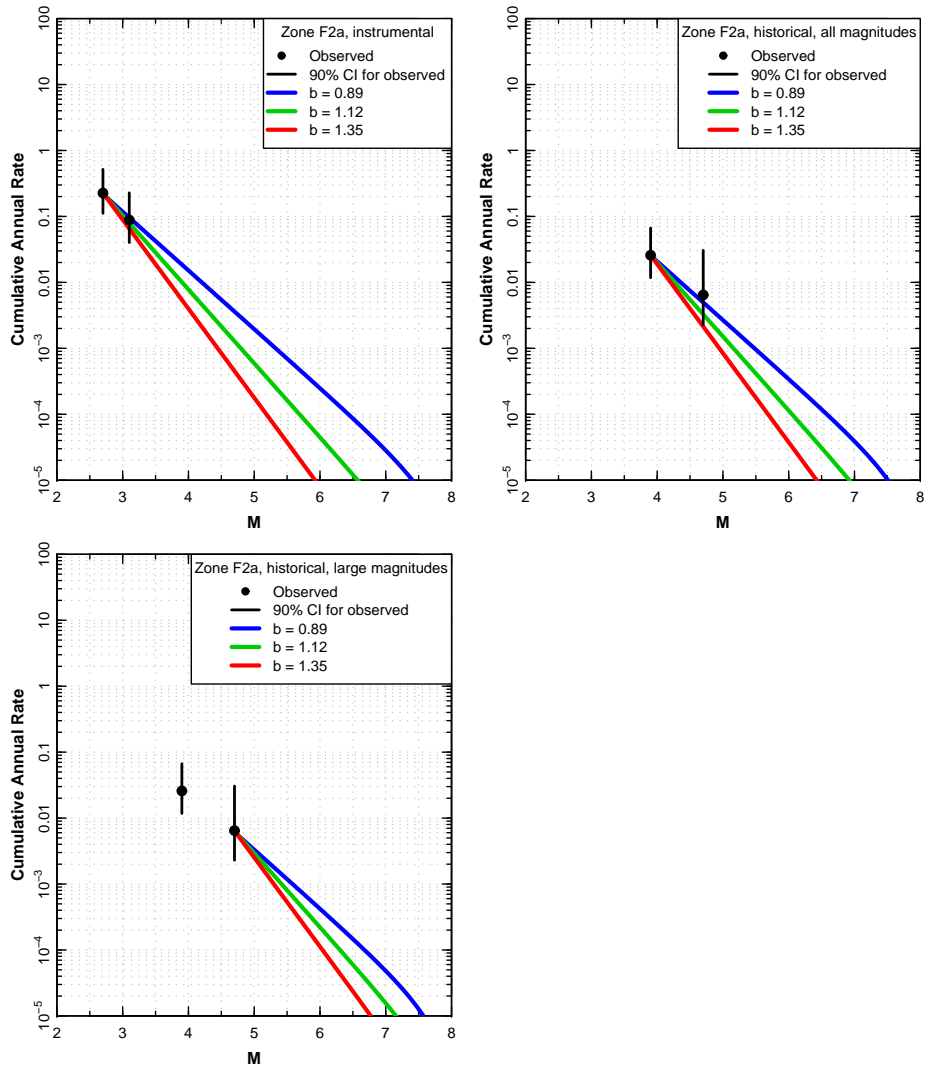 Zone F2a, instrumental
Observed
90% CI for observed
b = 0.89
b = 1.12
b = 1.35
Cumulative Annual Rate
100
10
1
0.1
0.01
10⁻³
10⁻⁴
10⁻⁵
2 3 4 5 6 7 8
M
Zone F2a, historical, all magnitudes
Observed
90% CI for observed
b = 0.89
b = 1.12
b = 1.35
Cumulative Annual Rate
100
10
1
0.1
0.01
10⁻³
10⁻⁴
10⁻⁵
2 3 4 5 6 7 8
M
Zone F2a, historical, large magnitudes
Observed
90% CI for observed
b = 0.89
b = 1.12
b = 1.35
Cumulative Annual Rate
100
10
1
0.1
0.01
10⁻³
10⁻⁴
10⁻⁵
2 3 4 5 6 7 8
M